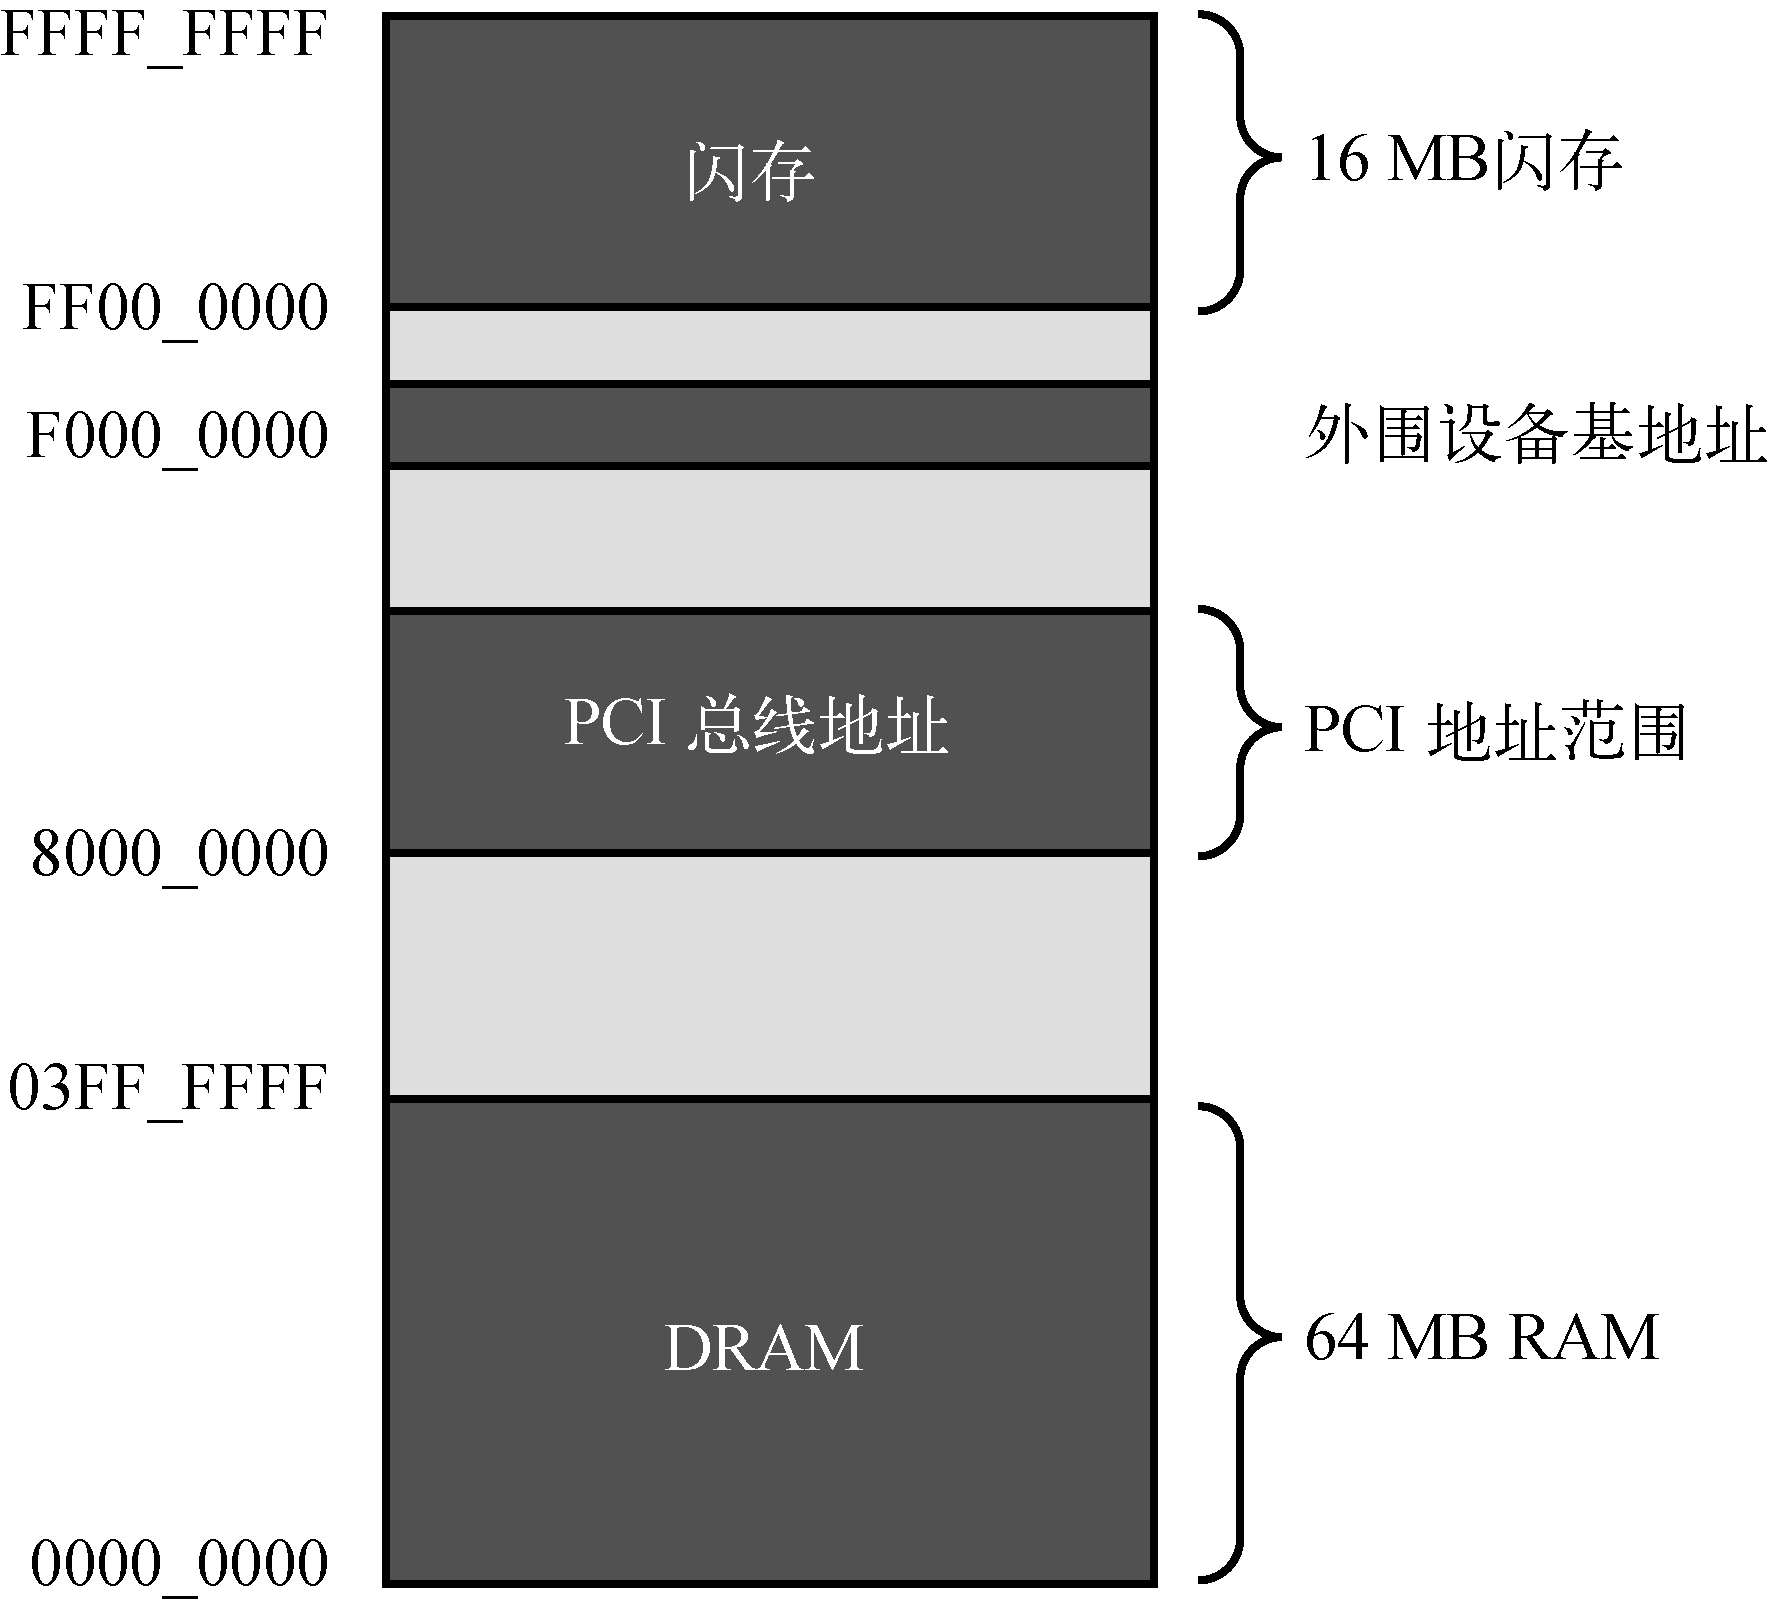 FFFF_FFFF
闪存
16 MB闪存
FF00_0000
F000_0000
外围设备基地址
PCI 总线地址
PCI 地址范围
8000_0000
03FF_FFFF
DRAM
64 MB RAM
0000_0000